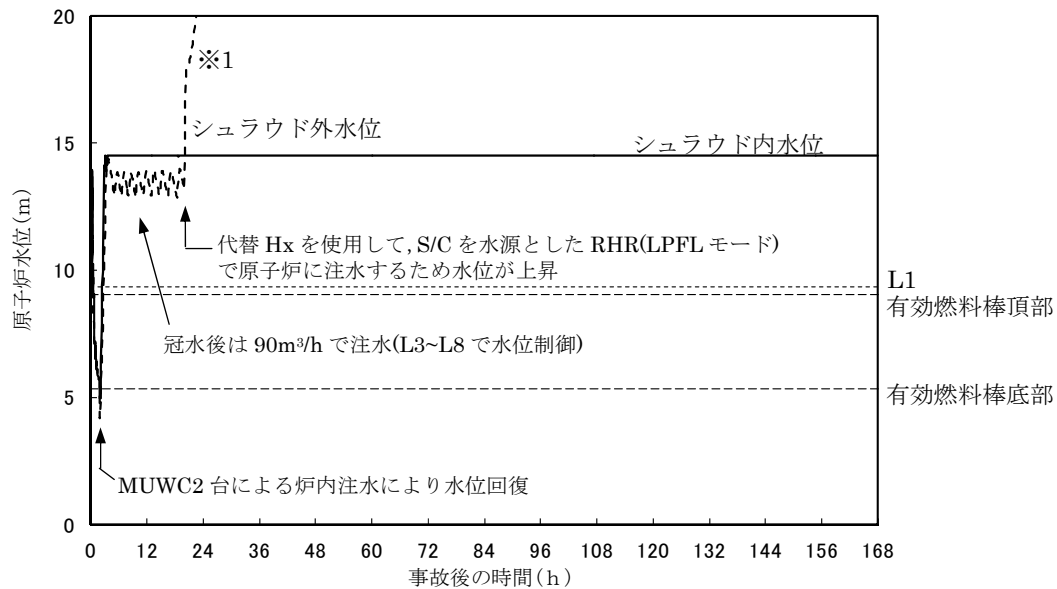 20
※1
シュラウド外水位
シュラウド内水位
15
代替 Hx を使用して, S/C を水源とした RHR(LPFL モード)
で原子炉に注水するため水位が上昇
原子炉水位(m)
10
L1
有効燃料棒頂部
冠水後は 90m³/h で注水(L3~L8 で水位制御)
5
有効燃料棒底部
MUWC2 台による炉内注水により水位回復
0
0 12 24 36 48 60 72 84 96 108 120 132 144 156 168
事故後の時間(h)